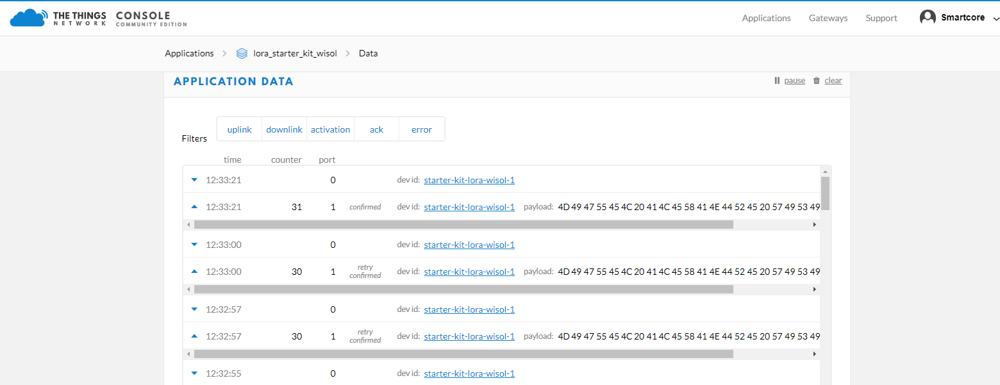 THE THINGS NETWORK CONSOLE COMMUNITY EDITION
Applications Gateways Support Smartcore
Applications lora_starter_kit_wisol Data
APPLICATION DATA pause clear
Filters uplink downlink activation ack error
time counter port
12:33:21 0 dev id: starter-kit-lora-wisol-1
12:33:21 31 1 confirmed dev id: starter-kit-lora-wisol-1 payload: 4D 49 47 55 45 4C 20 41 4C 45 58 41 4E 44 52 45 20 57 49 53 49
12:33:00 0 dev id: starter-kit-lora-wisol-1
12:33:00 30 1 retry confirmed dev id: starter-kit-lora-wisol-1 payload: 4D 49 47 55 45 4C 20 41 4C 45 58 41 4E 44 52 45 20 57 49 53 49
12:32:57 0 dev id: starter-kit-lora-wisol-1
12:32:57 30 1 retry confirmed dev id: starter-kit-lora-wisol-1 payload: 4D 49 47 55 45 4C 20 41 4C 45 58 41 4E 44 52 45 20 57 49 53 49
12:32:55 0 dev id: starter-kit-lora-wisol-1